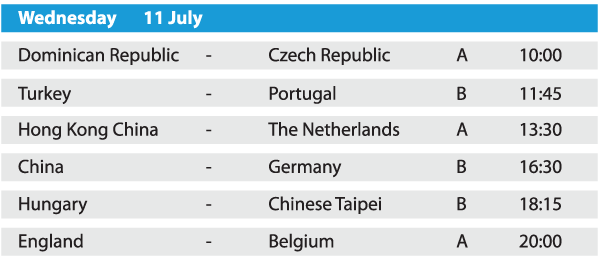 Wednesday 11 July
Dominican Republic - Czech Republic A 10:00
Turkey - Portugal B 11:45
Hong Kong China - The Netherlands A 13:30
China - Germany B 16:30
Hungary - Chinese Taipei B 18:15
England - Belgium A 20:00